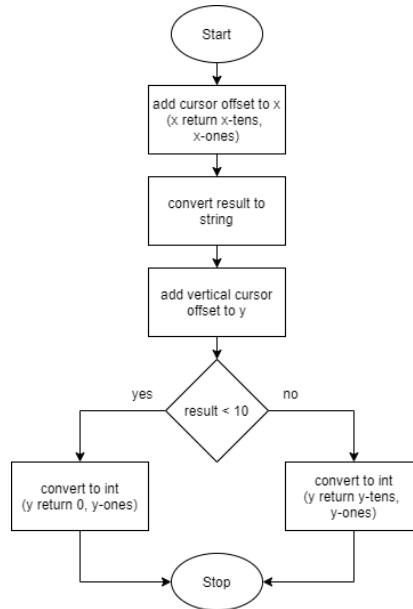 Start
add cursor offset to x
(x return x-tens,
x-ones)
convert result to
string
add vertical cursor
offset to y
yes
no
result < 10
convert to int
(y return 0, y-ones)
convert to int
(y return y-tens,
y-ones)
Stop